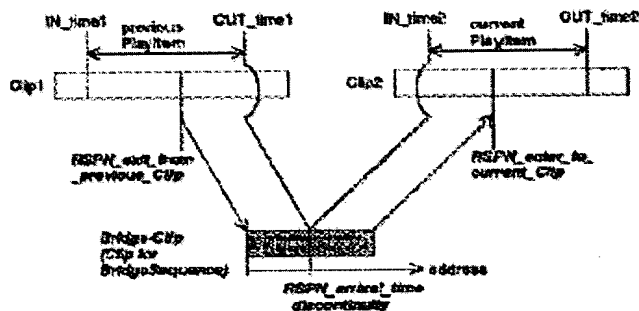 IN_time1
previous
PlayItem
OUT_time1
IN_time2
current
PlayItem
OUT_time2
Clip1
Clip2
RSPN_exit_from
_previous_Clip
RSPN_enter_to_
current_Clip
Bridge-Clip
(Clip for
BridgeSequence)
address
RSPN_arrival_time
discontinuity